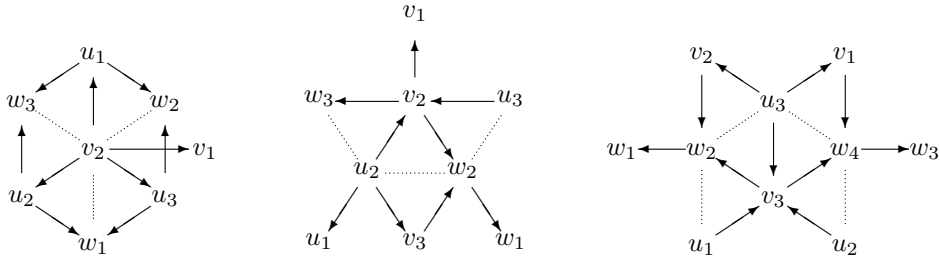 v₁
u₁ v₂ v₁
w₃ w₂ w₃ v₂ u₃ u₃
v₂ v₁ w₁ w₂ w₄ w₃
u₂ w₂
u₂ u₃ v₃
w₁ u₁ v₃ w₁ u₁ u₂